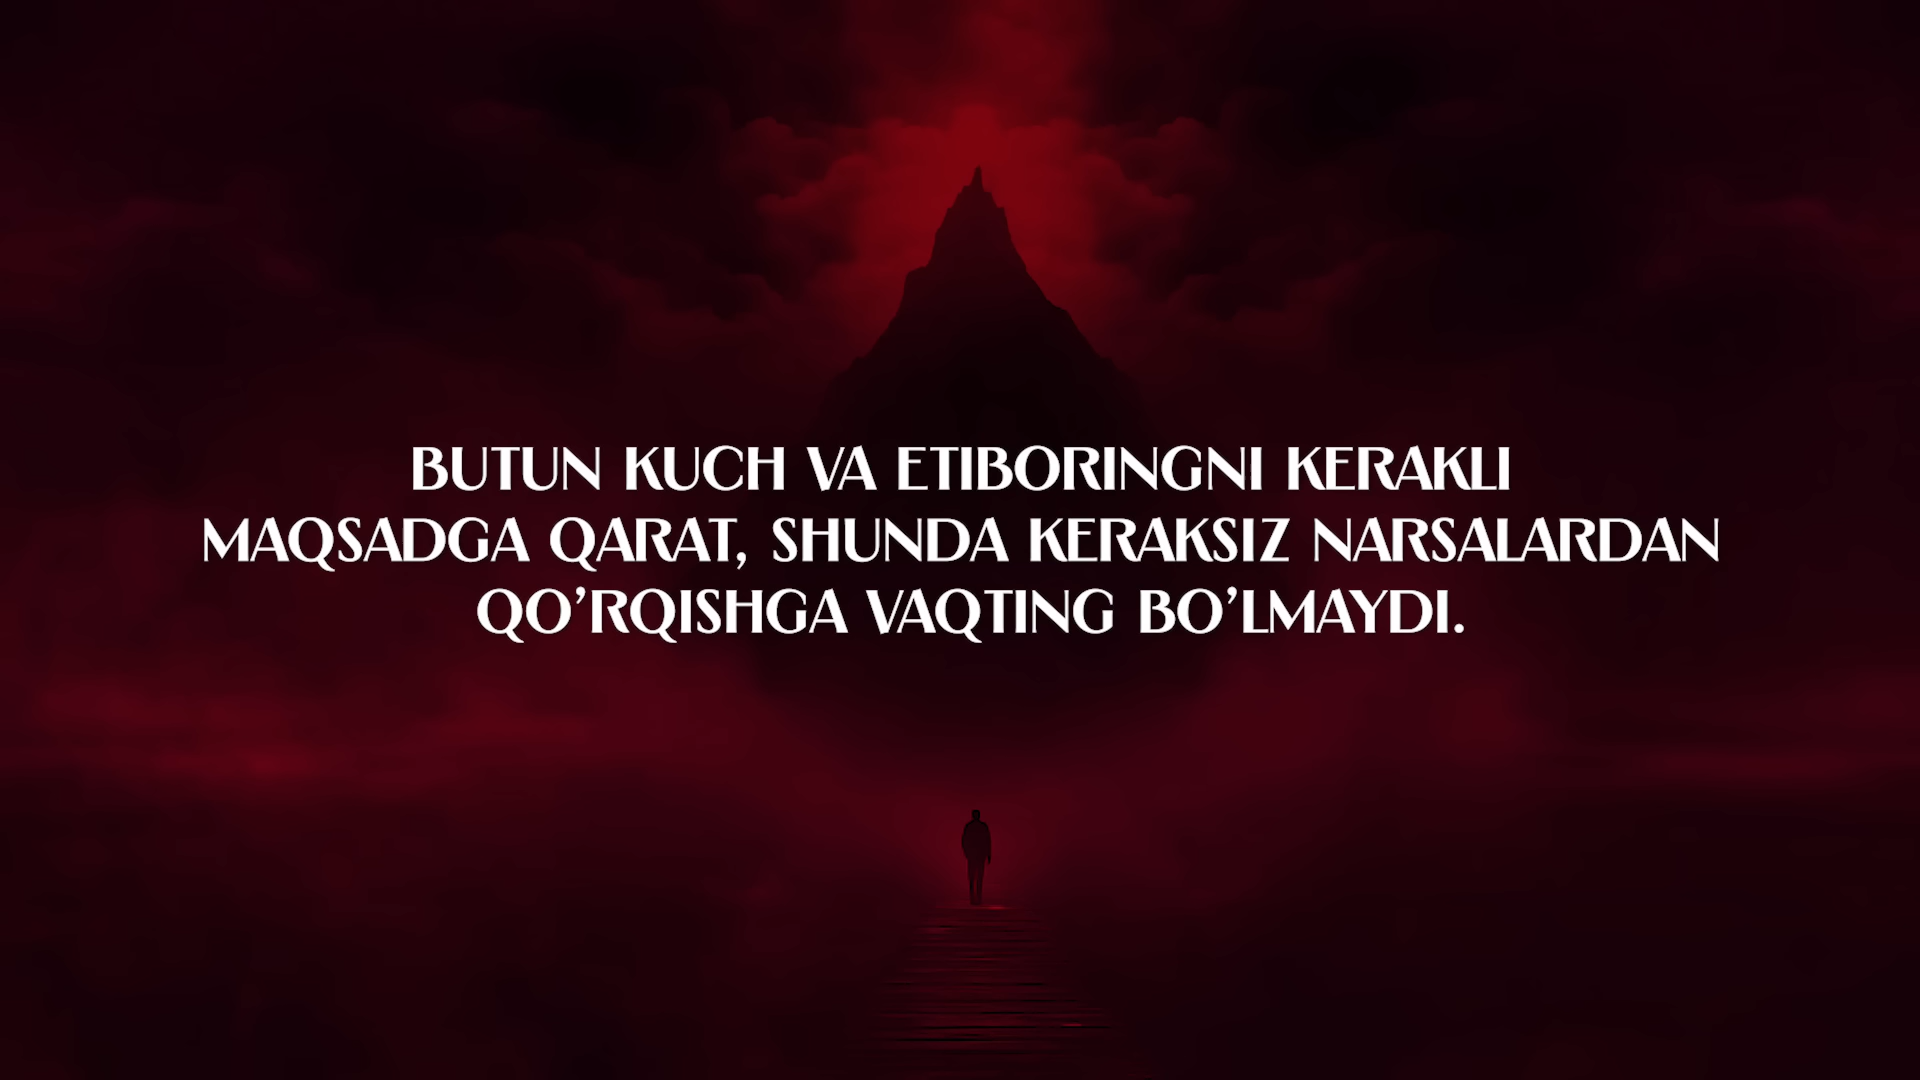 BUTUN KUCH VA ETIBORINGNI KERAKLI
MAQSADGA QARAT, SHUNDA KERAKSIZ NARSALARDAN
QO’RQISHGA VAQTING BO’LMAYDI.